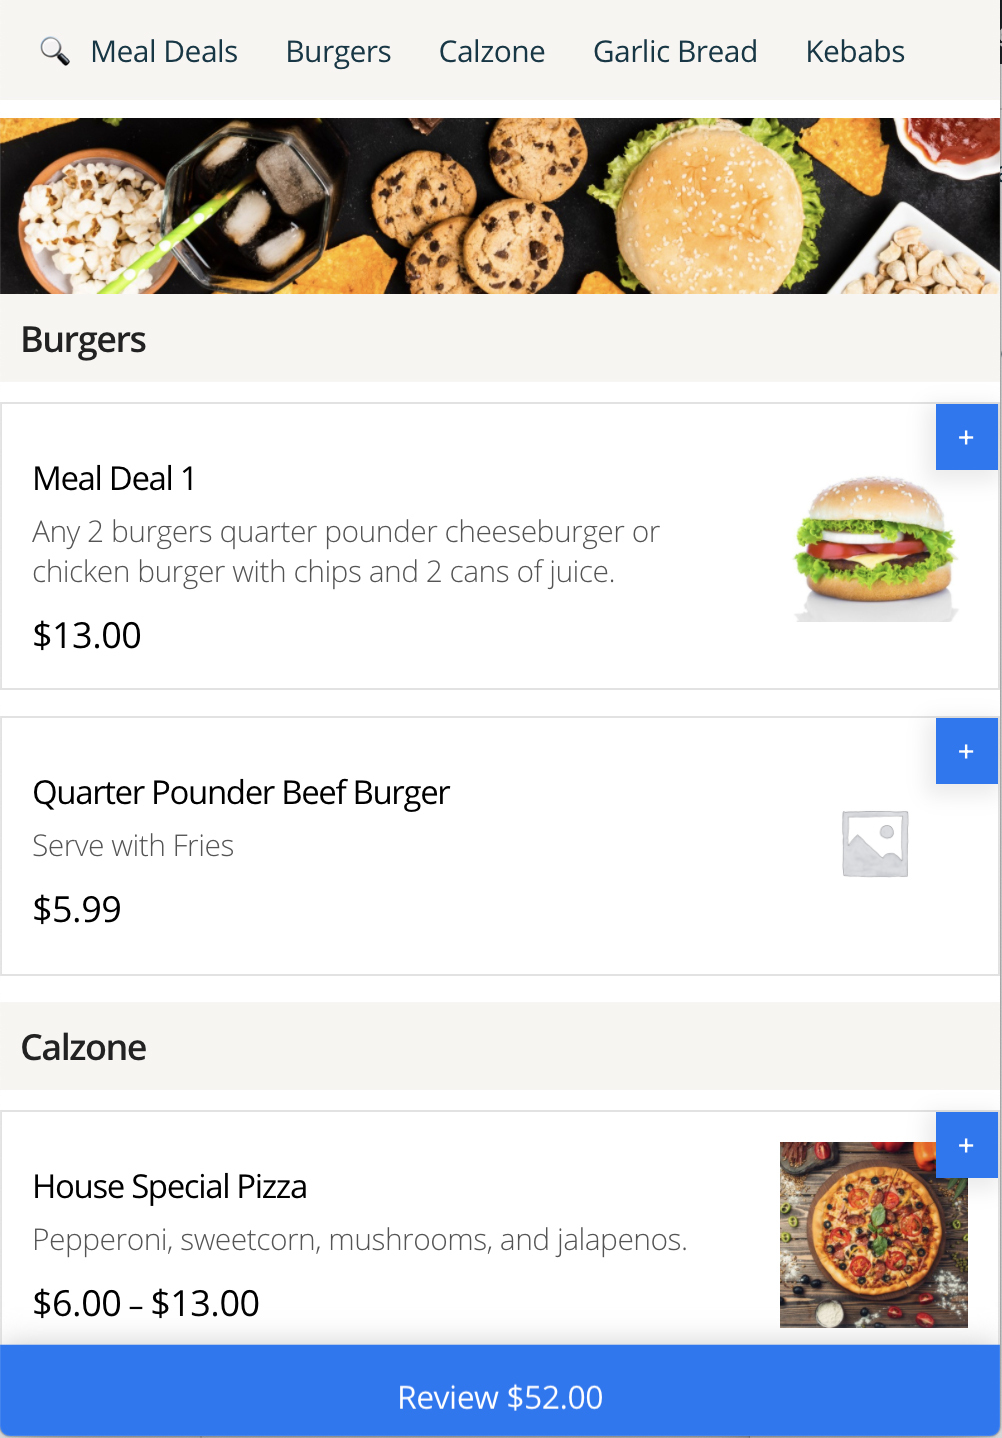 Meal Deals Burgers Calzone Garlic Bread Kebabs
Burgers
+
Meal Deal 1
Any 2 burgers quarter pounder cheeseburger or
chicken burger with chips and 2 cans of juice.
$13.00
+
Quarter Pounder Beef Burger
Serve with Fries
$5.99
Calzone
+
House Special Pizza
Pepperoni, sweetcorn, mushrooms, and jalapenos.
$6.00 – $13.00
Review $52.00